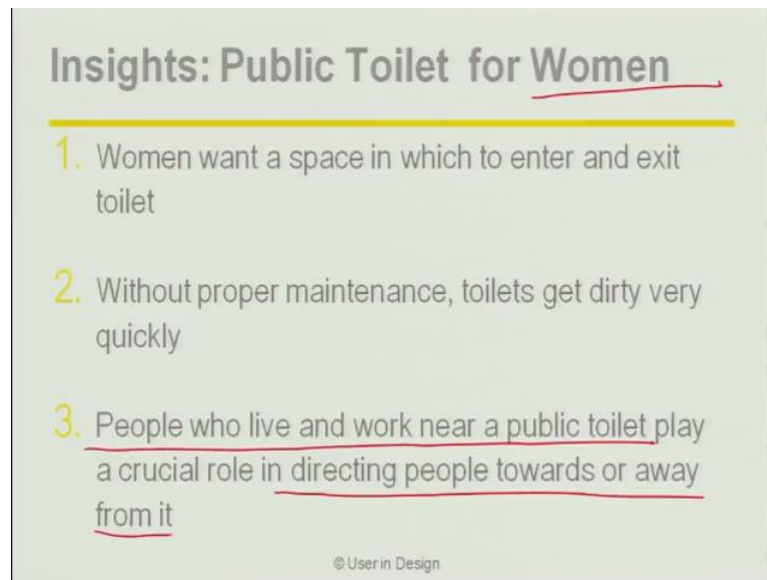 Insights: Public Toilet for Women
1. Women want a space in which to enter and exit
toilet
2. Without proper maintenance, toilets get dirty very
quickly
3. People who live and work near a public toilet play
a crucial role in directing people towards or away
from it
© User in Design